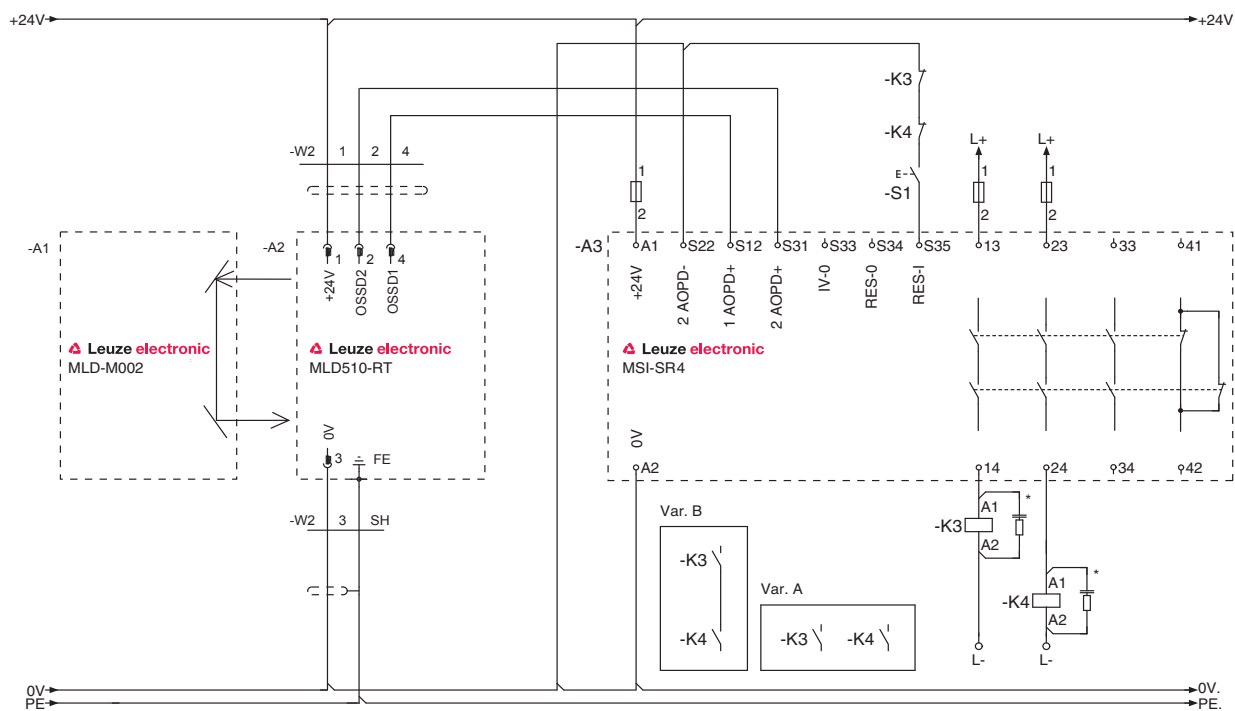 +24V +24V
-K3
-K4
L+ L+
-W2 1 2 4
E-- 1 1 1
-S1
2 2 2
-A1 -A2 1 2 4 -A3 A1 S22 S12 S31 S33 S34 S35 13 23 33 41
+24V OSSD2 OSSD1 +24V 2 AOPD- 1 AOPD+ 2 AOPD+ IV-0 RES-0 RES-I
Leuze electronic Leuze electronic Leuze electronic
MLD-M002 MLD510-RT MSI-SR4
0V 0V
3 FE A2 14 24 34 42
-W2 3 SH
Var. B
A1 *
-K3
A2
-K3
Var. A
A1 *
-K4
A2
-K4 -K3 -K4
L- L-
0V 0V.
PE PE.